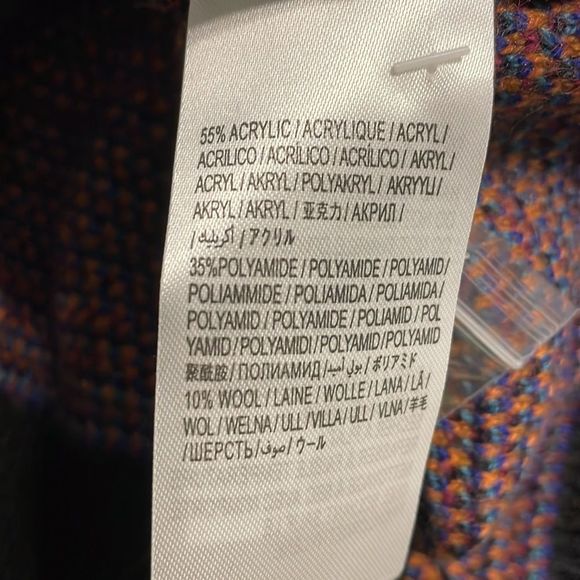 55% ACRYLIC / ACRYLIQUE / ACRYL /
ACRILICO / ACRÍLICO / ACRÍLICO / AKRYL /
ACRYL / AKRYL / POLYAKRYL / AKRYYLI /
AKRYL / AKRYL / 亚克力 / АКРИЛ /
/ أكريليك / アクリル
35%POLYAMIDE / POLYAMIDE / POLYAMID /
POLIAMMIDE / POLIAMIDA / POLIAMIDA /
POLYAMID / POLYAMIDE / POLIAMID / POL
YAMID / POLYAMIDI / POLYAMID / POLYAMID
聚酰胺 / ПОЛИАМИД / بولي أميد / ポリアミド
10% WOOL / LAINE / WOLLE / LANA / LÃ /
WOL / WEŁNA / ULL / VILLA / ULL / VLNA / 羊毛
/ ШЕРСТЬ / صوف / ウール